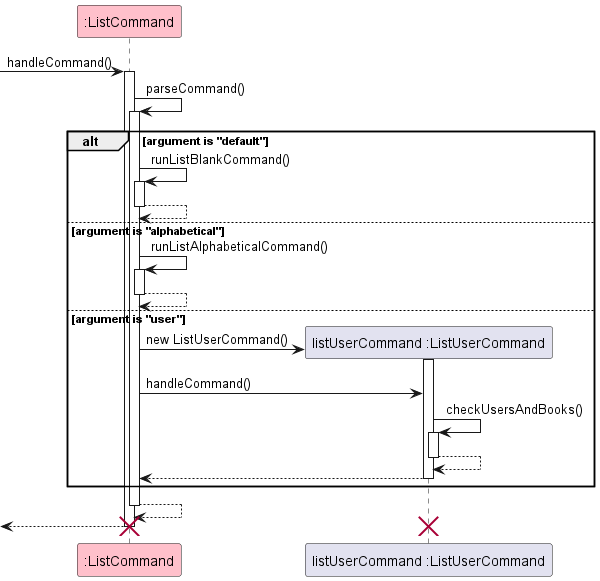 :ListCommand
handleCommand()
parseCommand()
alt [argument is "default"]
runListBlankCommand()
[argument is "alphabetical"]
runListAlphabeticalCommand()
[argument is "user"]
new ListUserCommand()
listUserCommand :ListUserCommand
handleCommand()
checkUsersAndBooks()
:ListCommand
listUserCommand :ListUserCommand